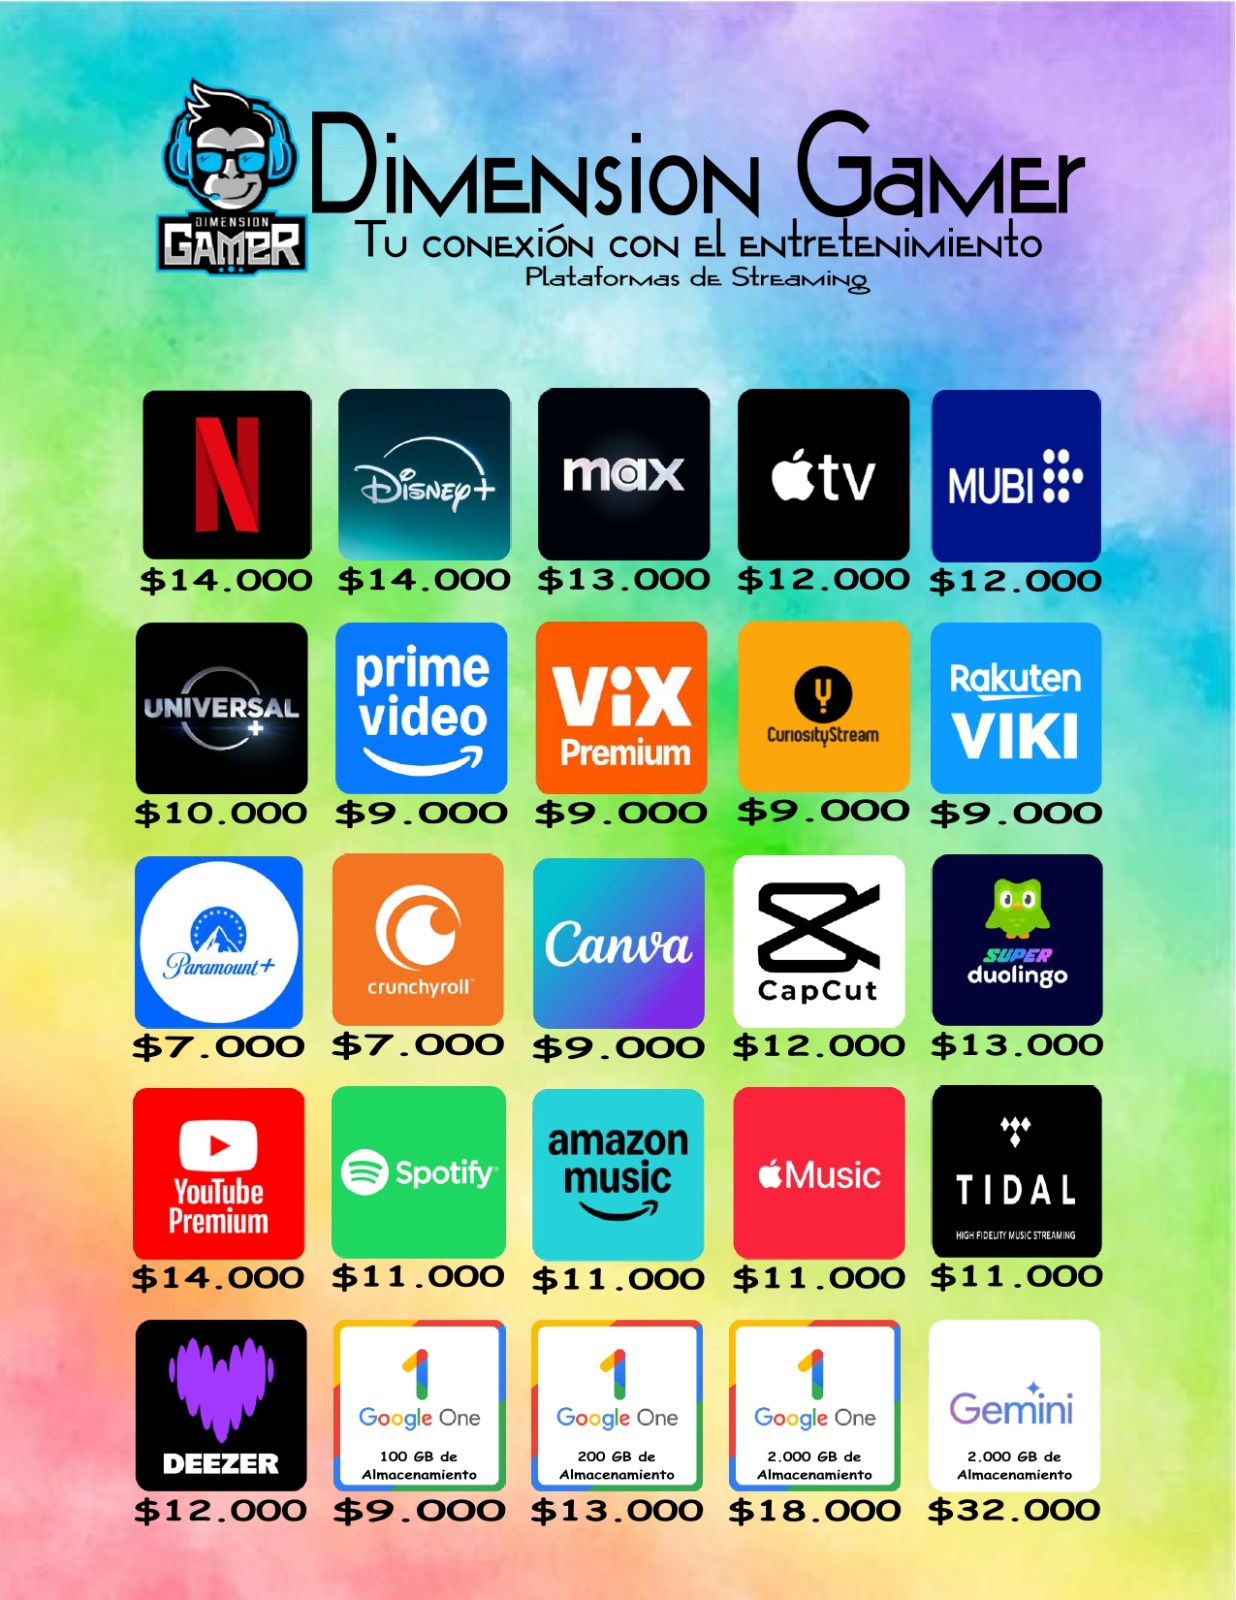 Dimension Gamer
DIMENSION
GAMER
Tu conexión con el entretenimiento
Plataformas de Streaming
N
Disney+
max
tv
MUBI
$14.000
$14.000
$13.000
$12.000
$12.000
UNIVERSAL
+
prime
video
ViX
Premium
CuriosityStream
Rakuten
VIKI
$10.000
$9.000
$9.000
$9.000
$9.000
Paramount+
crunchyroll
Canva
CapCut
SUPER
duolingo
$7.000
$7.000
$9.000
$12.000
$13.000
YouTube
Premium
Spotify
amazon
music
Music
TIDAL
HIGH FIDELITY MUSIC STREAMING
$14.000
$11.000
$11.000
$11.000
$11.000
DEEZER
1
Google One
100 GB de
Almacenamiento
1
Google One
200 GB de
Almacenamiento
1
Google One
2.000 GB de
Almacenamiento
Gemini
2.000 GB de
Almacenamiento
$12.000
$9.000
$13.000
$18.000
$32.000